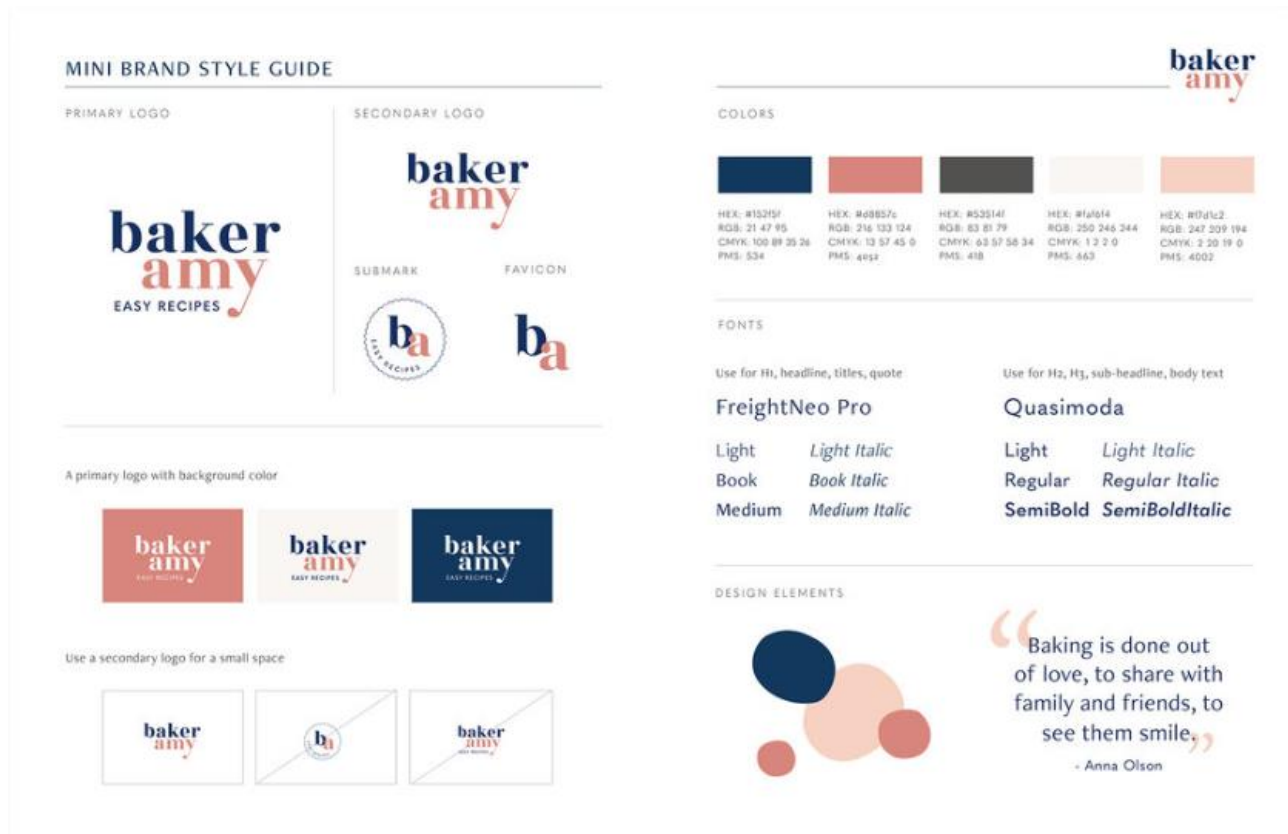 MINI BRAND STYLE GUIDE
PRIMARY LOGO
baker
amy
EASY RECIPES
SECONDARY LOGO
baker
amy
SUBMARK
ba
EASY RECIPES
FAVICON
ba
A primary logo with background color
baker
amy
EASY RECIPES
baker
amy
EASY RECIPES
baker
amy
EASY RECIPES
Use a secondary logo for a small space
baker
amy
ba
baker
amy
EASY RECIPES
baker
amy
COLORS
HEX: #152f5f
RGB: 21 47 95
CMYK: 100 89 35 26
PMS: 534
HEX: #d8857c
RGB: 216 133 124
CMYK: 13 57 45 0
PMS: 4052
HEX: #53514f
RGB: 83 81 79
CMYK: 63 57 58 34
PMS: 418
HEX: #faf6f4
RGB: 250 246 244
CMYK: 1 2 2 0
PMS: 663
HEX: #f7d1c2
RGB: 247 209 194
CMYK: 2 20 19 0
PMS: 4002
FONTS
Use for H1, headline, titles, quote
FreightNeo Pro
Light Light Italic
Book Book Italic
Medium Medium Italic
Use for H2, H3, sub-headline, body text
Quasimoda
Light Light Italic
Regular Regular Italic
SemiBold SemiBoldItalic
DESIGN ELEMENTS
“Baking is done out
of love, to share with
family and friends, to
see them smile.”
- Anna Olson